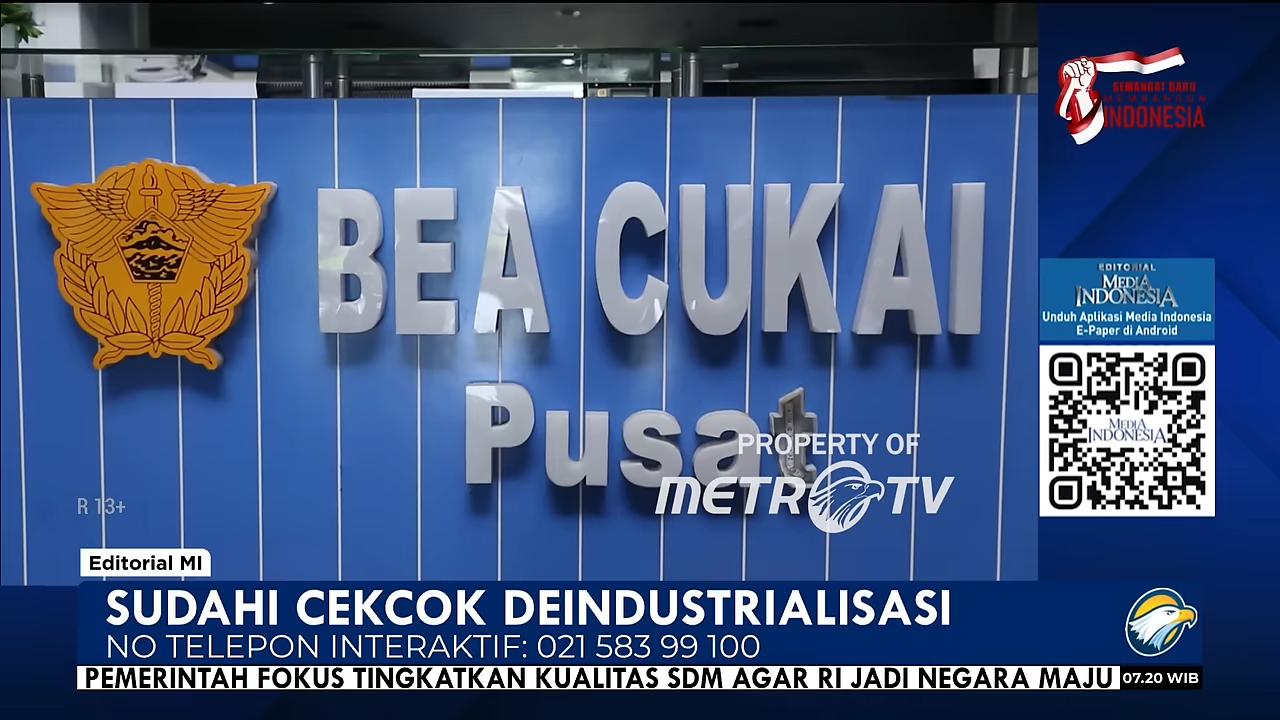 SEMANGAT BARU
MEMBANGUN
INDONESIA
BEA CUKAI
Pusat
PROPERTY OF
METRO TV
R 13+
EDITORIAL
MEDIA
INDONESIA
Unduh Aplikasi Media Indonesia
E-Paper di Android
MEDIA
INDONESIA
Editorial MI
SUDAHI CEKCOK DEINDUSTRIALISASI
NO TELEPON INTERAKTIF: 021 583 99 100
PEMERINTAH FOKUS TINGKATKAN KUALITAS SDM AGAR RI JADI NEGARA MAJU
07.20 WIB